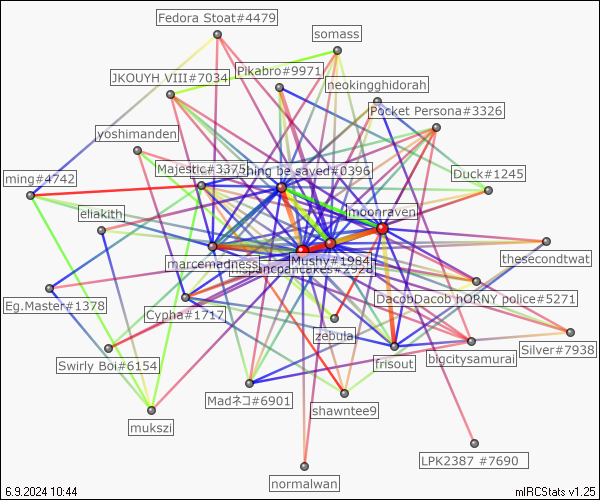 Fedora Stoat#4479
somass
JKOUYH VIII#7034
Pikabro#9971
neokingghidorah
Pocket Persona#3326
yoshimanden
Majestic#3375
hing be saved#0396
Duck#1245
ming#4742
eliakith
moonraven
marcemadness
Mushy#1984
thesecondtwat
Eg.Master#1378
Cypha#1717
DacobDacob hORNY police#5271
zebula
Swirly Boi#6154
frisout
bigcitysamurai
Silver#7938
Madネコ#6901
shawntee9
mukszi
LPK2387 #7690
normalwan
6.9.2024 10:44
mIRCStats v1.25